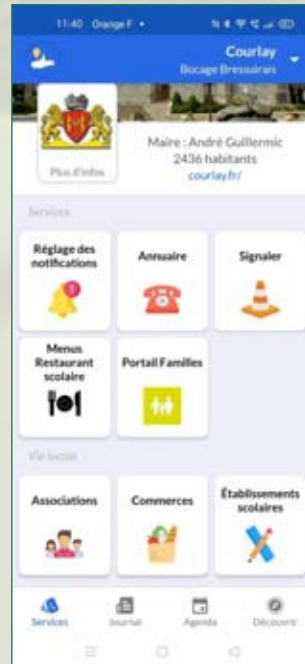 11:40 Orange F •
Courlay
Bocage Bressuirais
Plus d'infos
Maire : André Guillermic
2436 habitants
courlay.fr/
Services
Réglage des
notifications
1
Annuaire
Signaler
Menus
Restaurant
scolaire
Portail Familles
Vie locale
Associations
Commerces
Établissements
scolaires
Services
Journal
Agenda
Découvrir